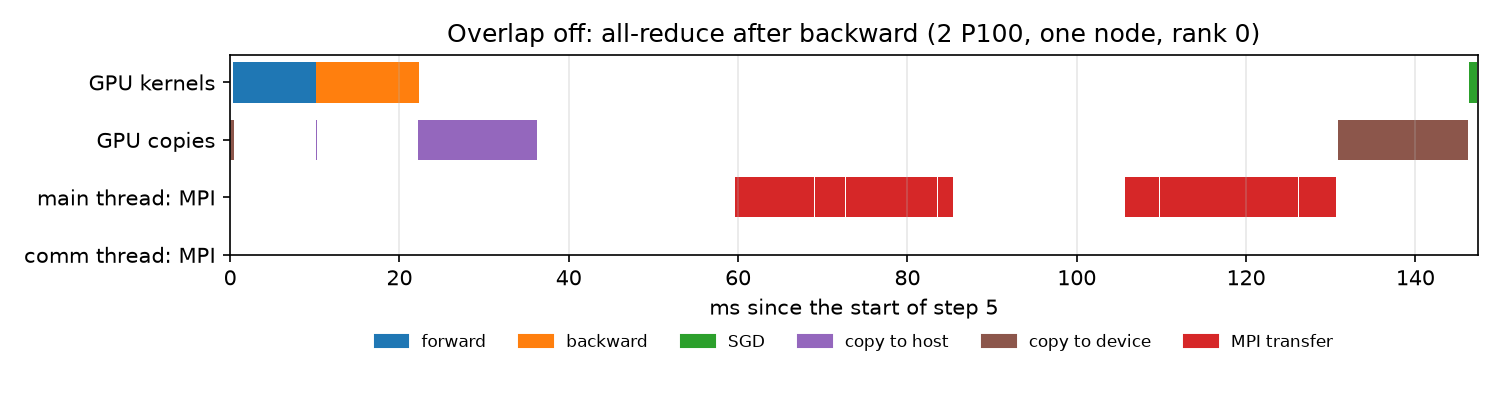 Overlap off: all-reduce after backward (2 P100, one node, rank 0)
GPU kernels
GPU copies
main thread: MPI
comm thread: MPI
0 20 40 60 80 100 120 140
ms since the start of step 5
forward backward SGD copy to host copy to device MPI transfer